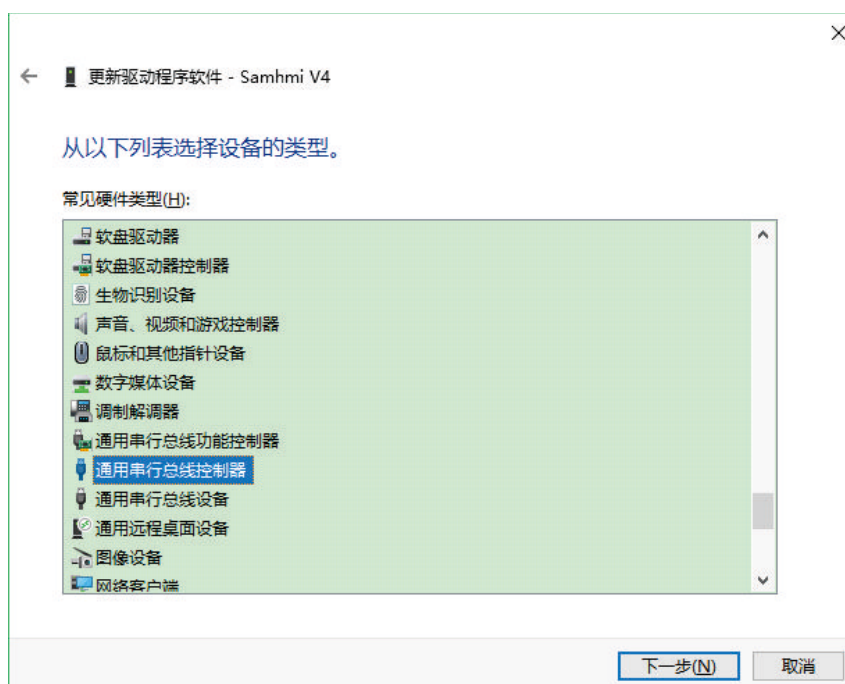 更新驱动程序软件 - Samhmi V4
从以下列表选择设备的类型。
常见硬件类型(H):
软盘驱动器
软盘驱动器控制器
生物识别设备
声音、视频和游戏控制器
鼠标和其他指针设备
数字媒体设备
调制解调器
通用串行总线功能控制器
通用串行总线控制器
通用串行总线设备
通用远程桌面设备
图像设备
网络客户端
下一步(N)
取消